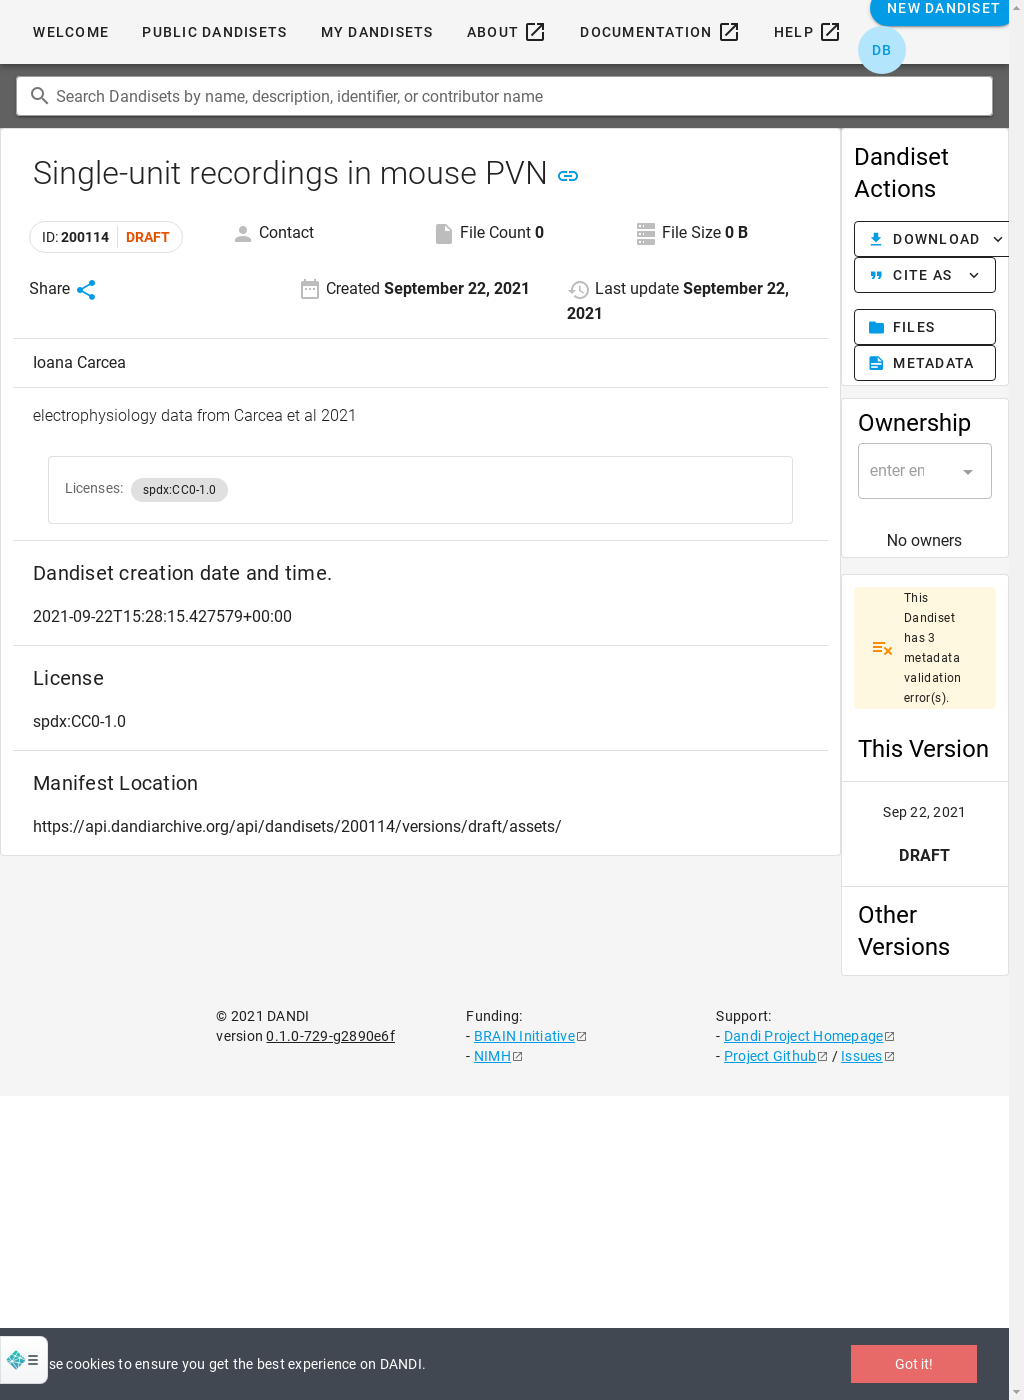 WELCOME PUBLIC DANDISETS MY DANDISETS ABOUT DOCUMENTATION HELP NEW DANDISET
DB
Search Dandisets by name, description, identifier, or contributor name
Single-unit recordings in mouse PVN
ID: 200114 DRAFT Contact File Count 0 File Size 0 B
Share Created September 22, 2021 Last update September 22,
2021
Ioana Carcea
electrophysiology data from Carcea et al 2021
Licenses: spdx:CC0-1.0
Dandiset creation date and time.
2021-09-22T15:28:15.427579+00:00
License
spdx:CC0-1.0
Manifest Location
https://api.dandiarchive.org/api/dandisets/200114/versions/draft/assets/
Dandiset
Actions
DOWNLOAD
CITE AS
FILES
METADATA
Ownership
enter en
No owners
This
Dandiset
has 3
metadata
validation
error(s).
This Version
Sep 22, 2021
DRAFT
Other
Versions
© 2021 DANDI
version 0.1.0-729-g2890e6f
Funding:
- BRAIN Initiative
- NIMH
Support:
- Dandi Project Homepage
- Project Github / Issues
se cookies to ensure you get the best experience on DANDI.
Got it!